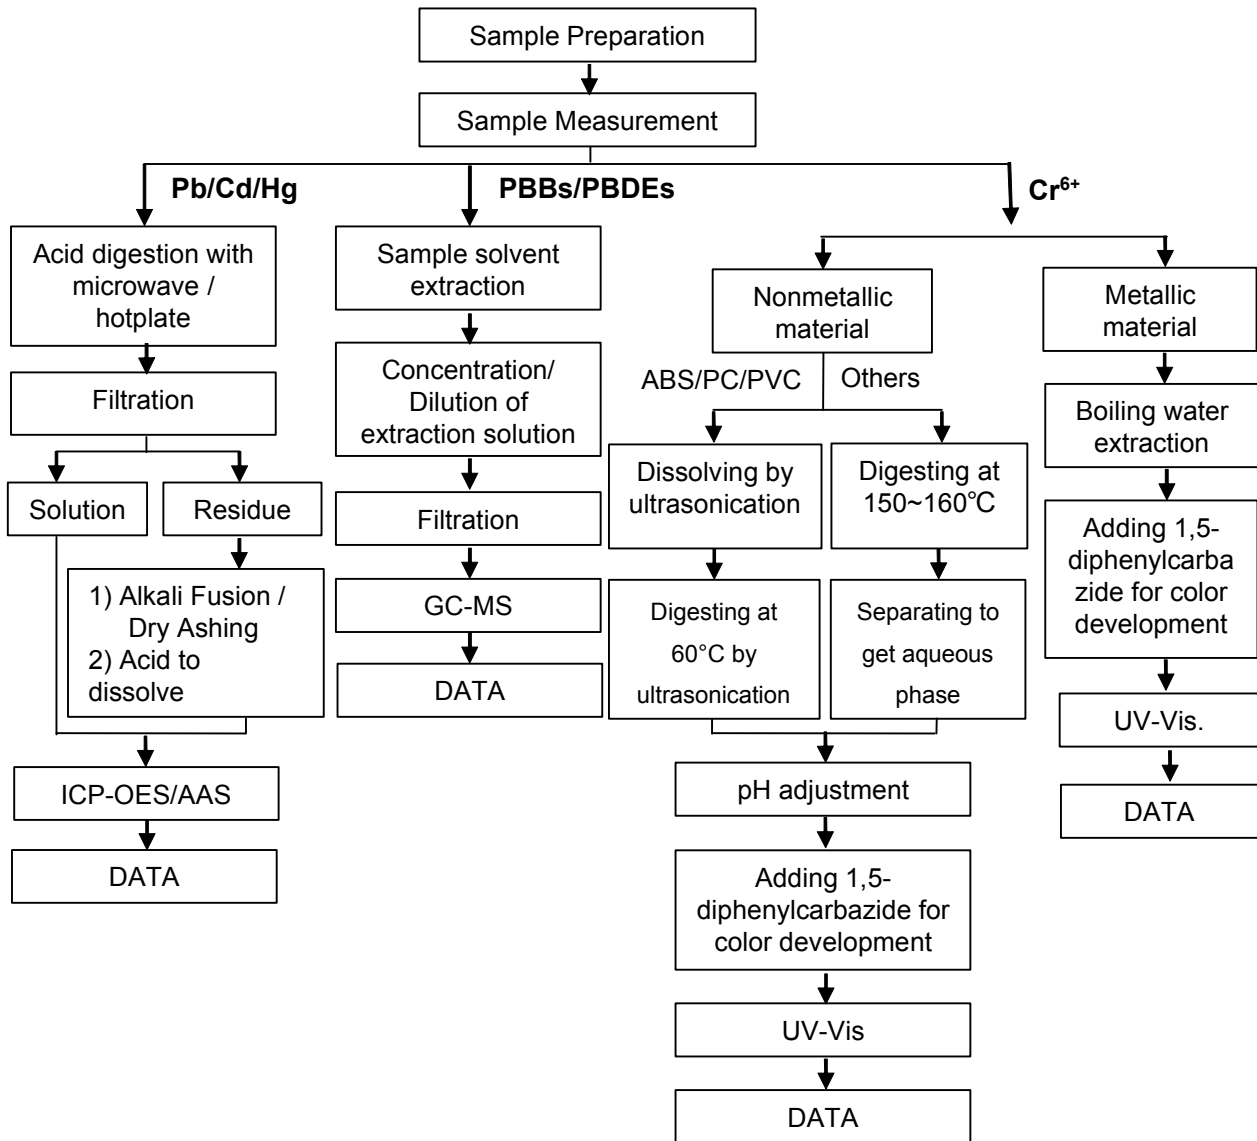 Sample Preparation
Sample Measurement
Pb/Cd/Hg
PBBs/PBDEs
Cr⁶⁺
Acid digestion with
microwave /
hotplate
Filtration
Solution
Residue
1) Alkali Fusion /
Dry Ashing
2) Acid to
dissolve
ICP-OES/AAS
DATA
Sample solvent
extraction
Concentration/
Dilution of
extraction solution
Filtration
GC-MS
DATA
Nonmetallic
material
ABS/PC/PVC
Others
Dissolving by
ultrasonication
Digesting at
60°C by
ultrasonication
Digesting at
150~160℃
Separating to
get aqueous
phase
pH adjustment
Adding 1,5-
diphenylcarbazide for
color development
UV-Vis
DATA
Metallic
material
Boiling water
extraction
Adding 1,5-
diphenylcarba
zide for color
development
UV-Vis.
DATA